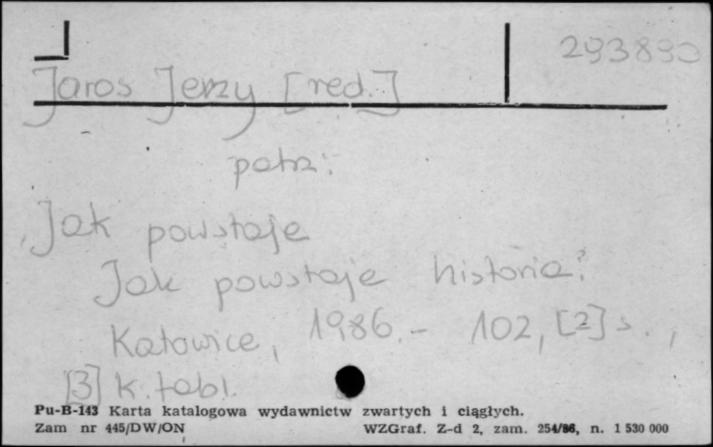 293890
Jaros Jerzy [red.]
patrz:
Jak powstaje
Jak powstaje historia?
Katowice, 1986.- 102, [2] s.,
[3] k. tabl.
Pu-B-143 Karta katalogowa wydawnictw zwartych i ciągłych.
Zam nr 445/DW/ON WZGraf. Z-d 2, zam. 254/86, n. 1 530 000